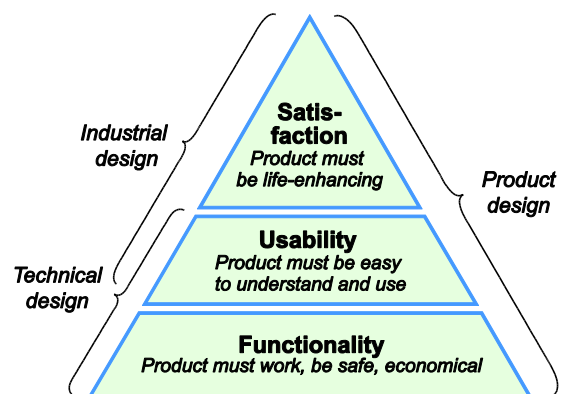 Satis-
faction
Product must
be life-enhancing
Industrial
design
Product
design
Usability
Product must be easy
to understand and use
Technical
design
Functionality
Product must work, be safe, economical